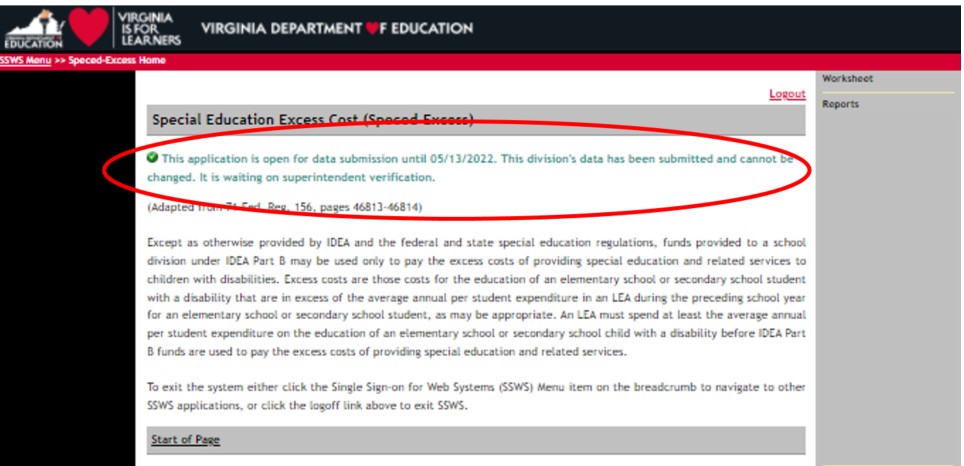 VIRGINIA DEPARTMENT OF
EDUCATION
VIRGINIA
IS FOR
LEARNERS
VIRGINIA DEPARTMENT ♥F EDUCATION
SSWS Menu >> Speced-Excess Home
Worksheet
Reports
Logout
Special Education Excess Cost (Speced-Excess)
This application is open for data submission until 05/13/2022. This division's data has been submitted and cannot be
changed. It is waiting on superintendent verification.
(Adapted from 71 Fed. Reg. 156, pages 46813-46814)
Except as otherwise provided by IDEA and the federal and state special education regulations, funds provided to a school
division under IDEA Part B may be used only to pay the excess costs of providing special education and related services to
children with disabilities. Excess costs are those costs for the education of an elementary school or secondary school student
with a disability that are in excess of the average annual per student expenditure in an LEA during the preceding school year
for an elementary school or secondary school student, as may be appropriate. An LEA must spend at least the average annual
per student expenditure on the education of an elementary school or secondary school child with a disability before IDEA Part
B funds are used to pay the excess costs of providing special education and related services.
To exit the system either click the Single Sign-on for Web Systems (SSWS) Menu item on the breadcrumb to navigate to other
SSWS applications, or click the logoff link above to exit SSWS.
Start of Page